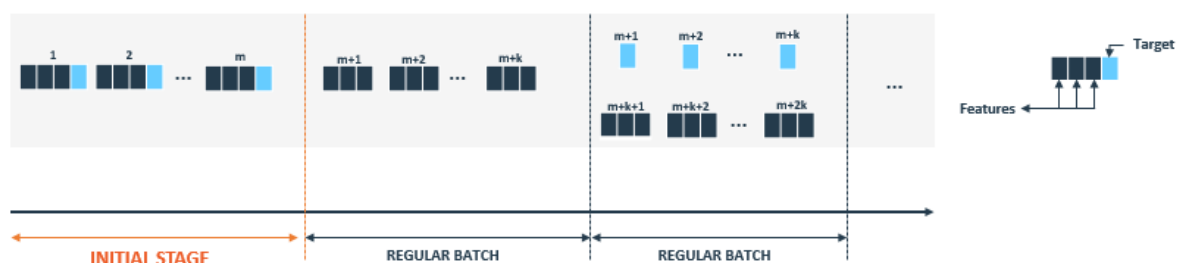 1 2 ... m
m+1 m+2 ... m+k
m+1 m+2 ... m+k
m+k+1 m+k+2 ... m+2k
...
Target
Features
INITIAL STAGE
REGULAR BATCH
REGULAR BATCH